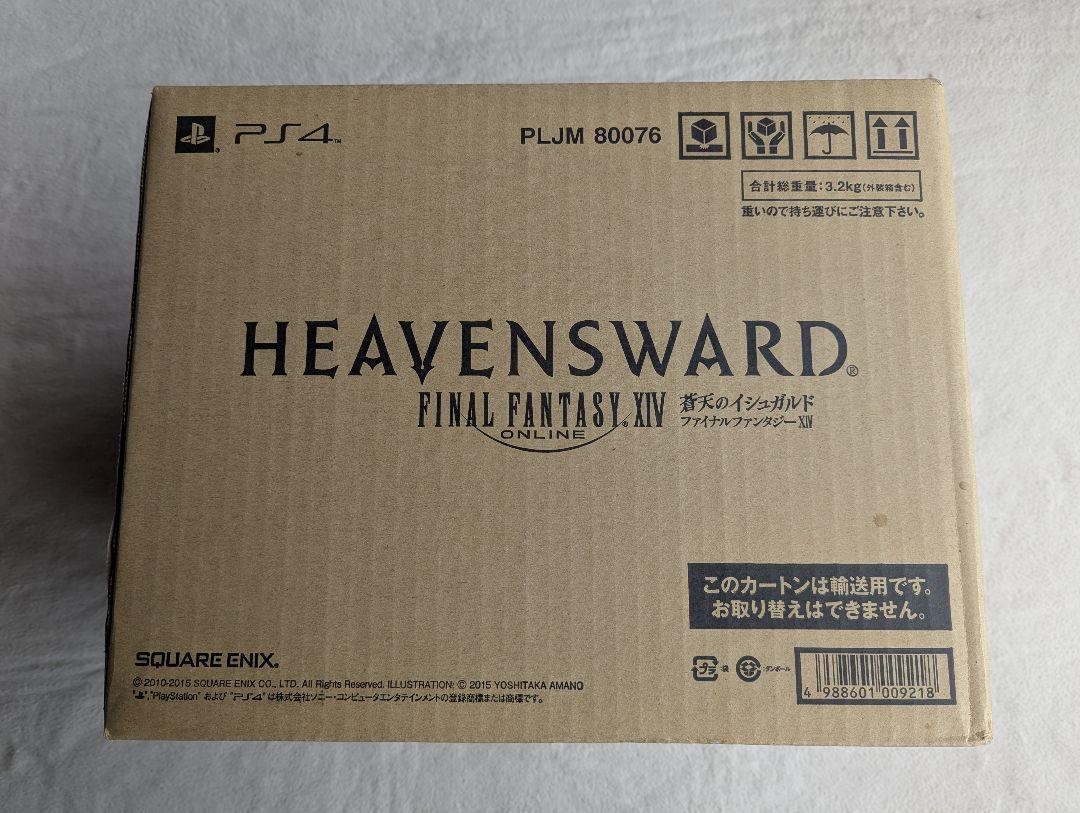 PS4™
PLJM 80076
合計総重量:3.2kg(外装箱含む)
重いので持ち運びにご注意下さい。
HEAVENSWARD®
FINAL FANTASY® XIV
ONLINE
蒼天のイシュガルド
ファイナルファンタジーXIV
このカートンは輸送用です。
お取り替えはできません。
SQUARE ENIX®
© 2010-2015 SQUARE ENIX CO., LTD. All Rights Reserved. ILLUSTRATION: © 2015 YOSHITAKA AMANO
"PlayStation" および "PS4" は株式会社ソニー・コンピュータエンタテインメントの登録商標または商標です。
プラ
:袋
:ダンボール
4 988601 009218